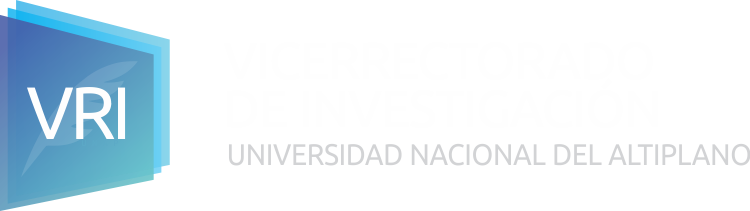 VRI
VICERRECTORADO
DE INVESTIGACIÓN
UNIVERSIDAD NACIONAL DEL ALTIPLANO